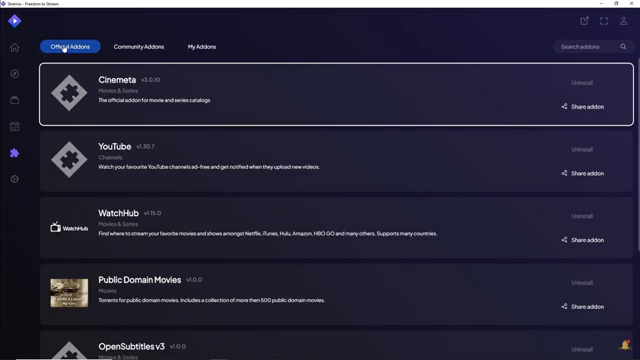 Stremio - Freedom to Stream
Official Addons
Community Addons
My Addons
Search addons
Cinemeta v3.0.10
Movies & Series
The official addon for movie and series catalogs
Uninstall
Share addon
YouTube v1.30.7
Channels
Watch your favourite YouTube channels ad-free and get notified when they upload new videos.
Uninstall
Share addon
WatchHub
WatchHub v1.15.0
Movies & Series
Find where to stream your favorite movies and shows amongst Netflix, iTunes, Hulu, Amazon, HBO GO and many others. Supports many countries.
Uninstall
Share addon
Public Domain Movies v1.0.0
Movies
Torrents for public domain movies. Includes a collection of more then 500 public domain movies.
Uninstall
Share addon
OpenSubtitles v3 v1.0.0
Movies & Series
Uninstall